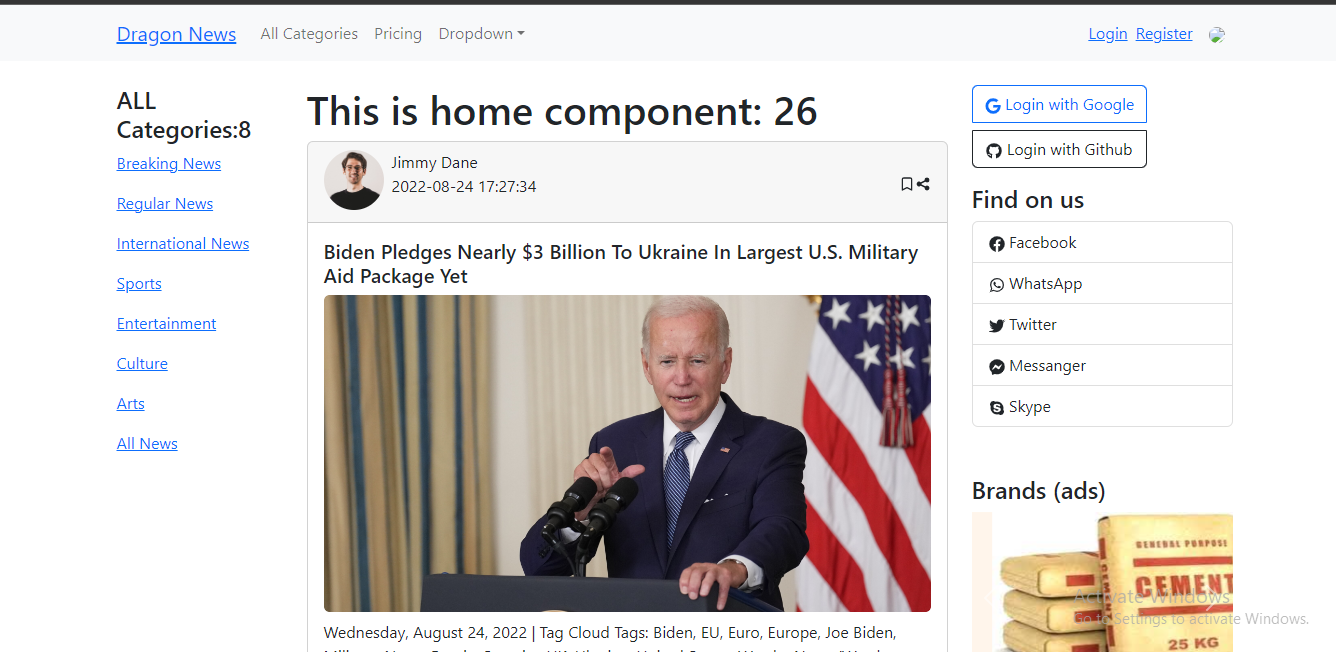 Dragon News All Categories Pricing Dropdown Login Register
ALL
Categories:8
Breaking News
Regular News
International News
Sports
Entertainment
Culture
Arts
All News
This is home component: 26
Jimmy Dane
2022-08-24 17:27:34
Biden Pledges Nearly $3 Billion To Ukraine In Largest U.S. Military
Aid Package Yet
Wednesday, August 24, 2022 | Tag Cloud Tags: Biden, EU, Euro, Europe, Joe Biden,
Login with Google
Login with Github
Find on us
Facebook
WhatsApp
Twitter
Messanger
Skype
Brands (ads)
GENERAL PURPOSE
CEMENT
25 KG
Activate Windows
Go to Settings to activate Windows.